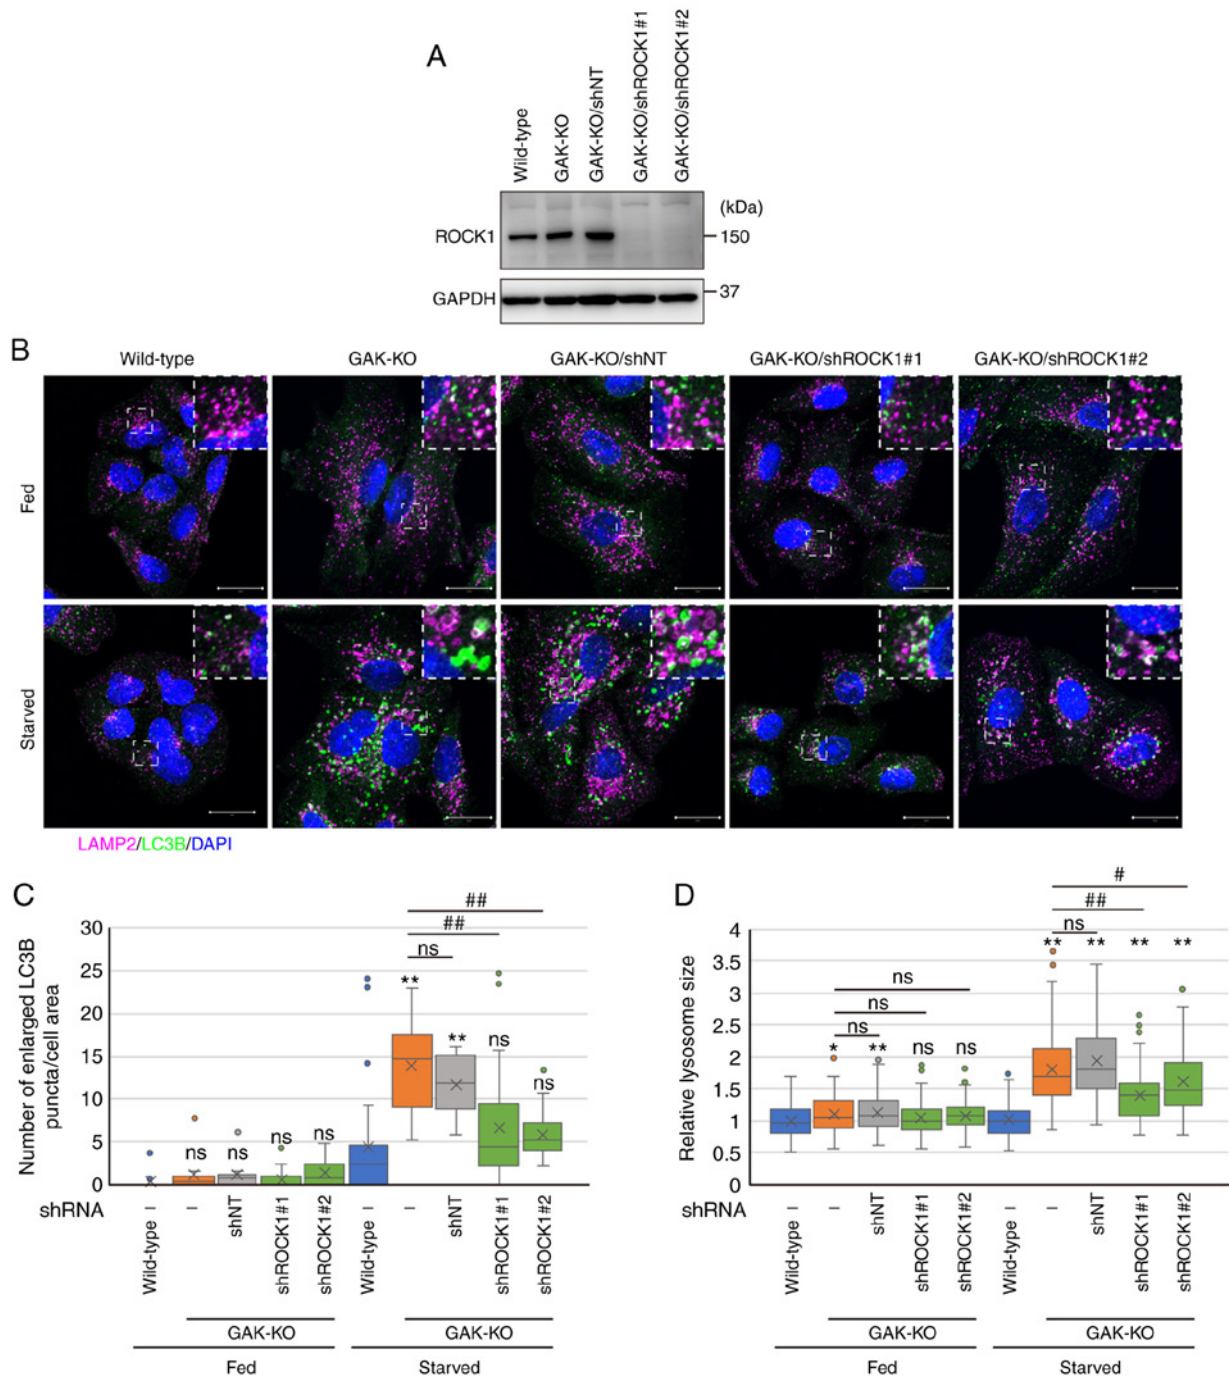 A
Wild-type
GAK-KO
GAK-KO/shNT
GAK-KO/shROCK1#1
GAK-KO/shROCK1#2
(kDa)
ROCK1
150
GAPDH
37
B
Wild-type
GAK-KO
GAK-KO/shNT
GAK-KO/shROCK1#1
GAK-KO/shROCK1#2
Fed
Starved
LAMP2/LC3B/DAPI
C
Number of enlarged LC3B
puncta/cell area
30
25
20
15
10
5
0
ns
ns
ns
ns
**
**
ns
ns
ns
##
##
shRNA
Wild-type –
–
shNT
shROCK1#1
shROCK1#2
Wild-type –
–
shNT
shROCK1#1
shROCK1#2
GAK-KO
GAK-KO
Fed
Starved
D
Relative lysosome size
4
3.5
3
2.5
2
1.5
1
0.5
0
*
**
ns
ns
ns
ns
ns
**
**
**
**
ns
##
#
shRNA
Wild-type –
–
shNT
shROCK1#1
shROCK1#2
Wild-type –
–
shNT
shROCK1#1
shROCK1#2
GAK-KO
GAK-KO
Fed
Starved